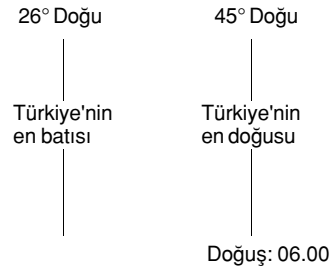 26° Doğu
45° Doğu
Türkiye'nin
en batısı
Türkiye'nin
en doğusu
Doğuş: 06.00